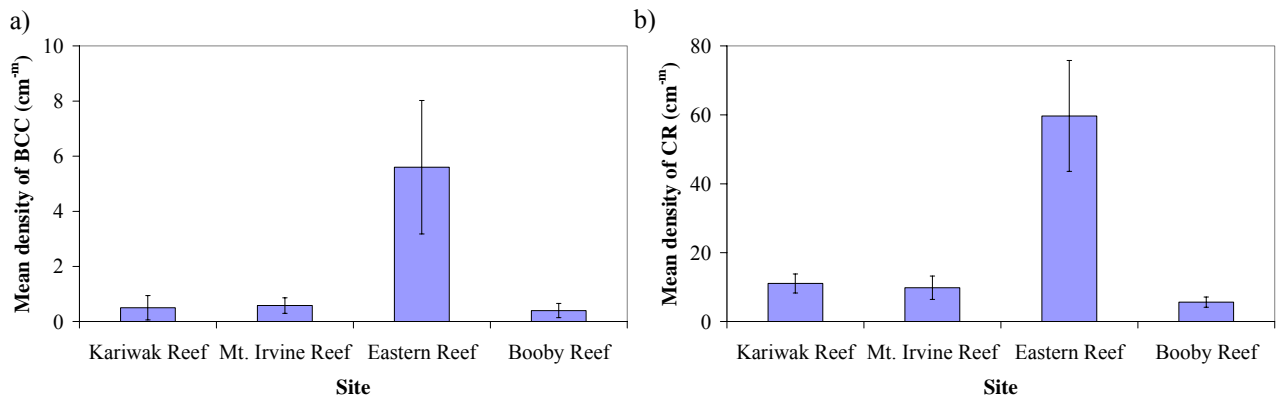 a)
Mean density of BCC (cm⁻ᵐ)
10
8
6
4
2
0
Kariwak Reef Mt. Irvine Reef Eastern Reef Booby Reef
Site
b)
Mean density of CR (cm⁻ᵐ)
80
60
40
20
0
Kariwak Reef Mt. Irvine Reef Eastern Reef Booby Reef
Site